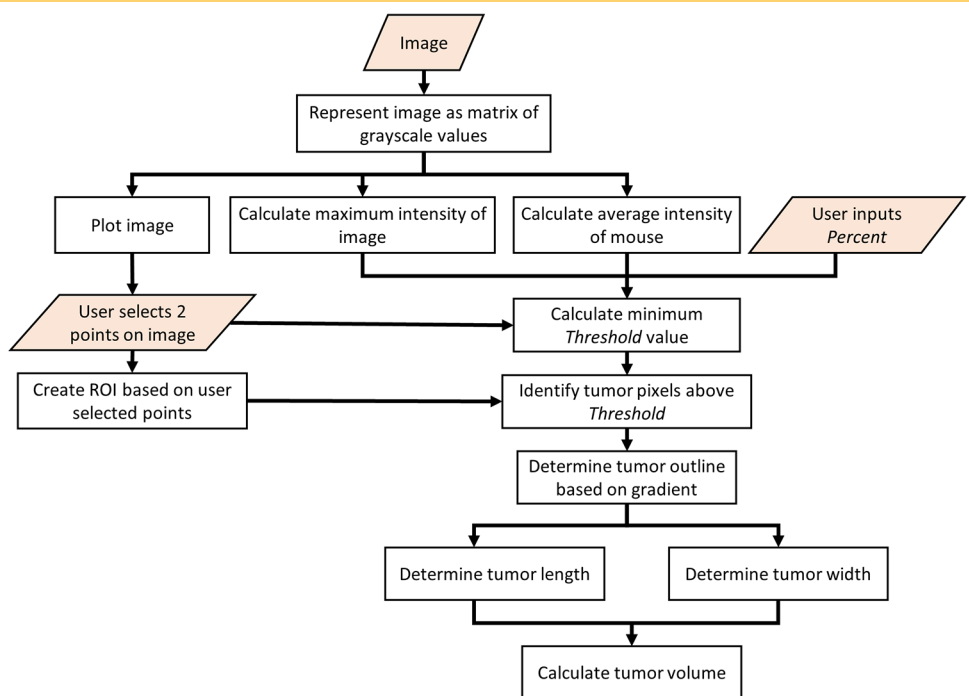 Image
Represent image as matrix of
grayscale values
Plot image
Calculate maximum intensity of
image
Calculate average intensity
of mouse
User inputs
Percent
User selects 2
points on image
Calculate minimum
Threshold value
Create ROI based on user
selected points
Identify tumor pixels above
Threshold
Determine tumor outline
based on gradient
Determine tumor length
Determine tumor width
Calculate tumor volume